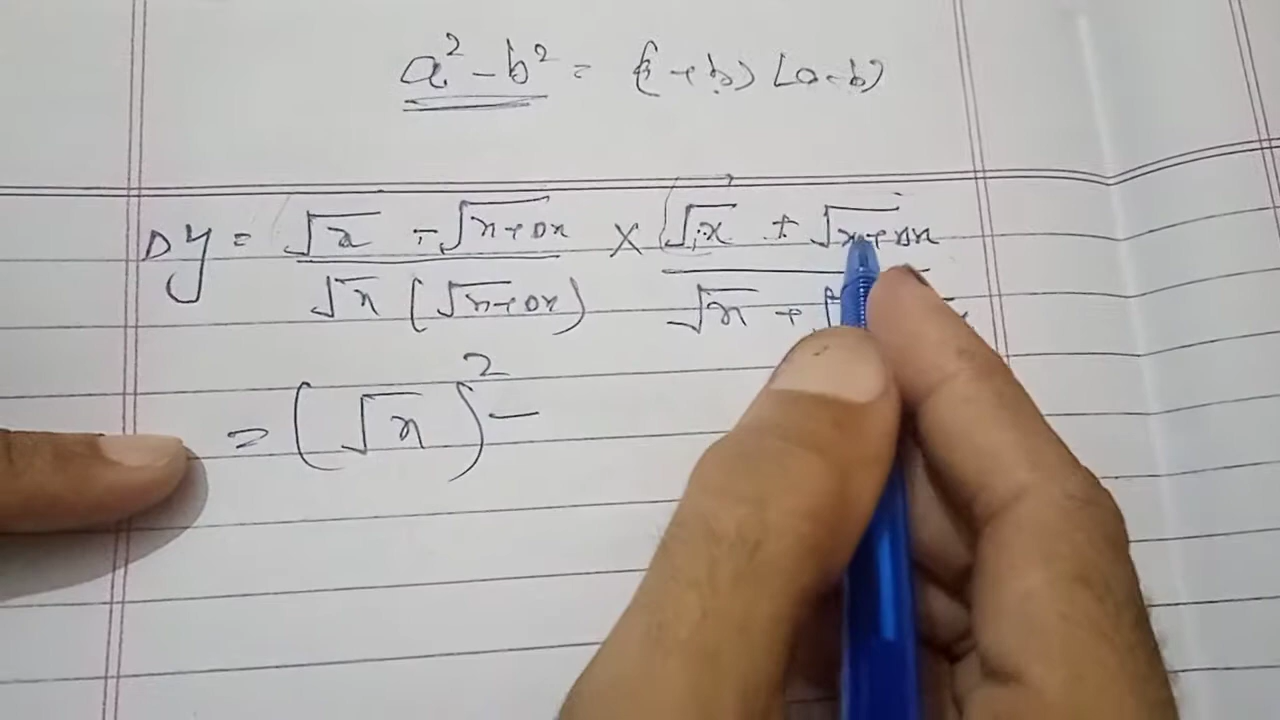 a² - b² = (a + b) (a - b)
Δy = √x - √x+Δx / √x (√x+Δx) × √x + √x+Δx / √x + √
= (√x)² -